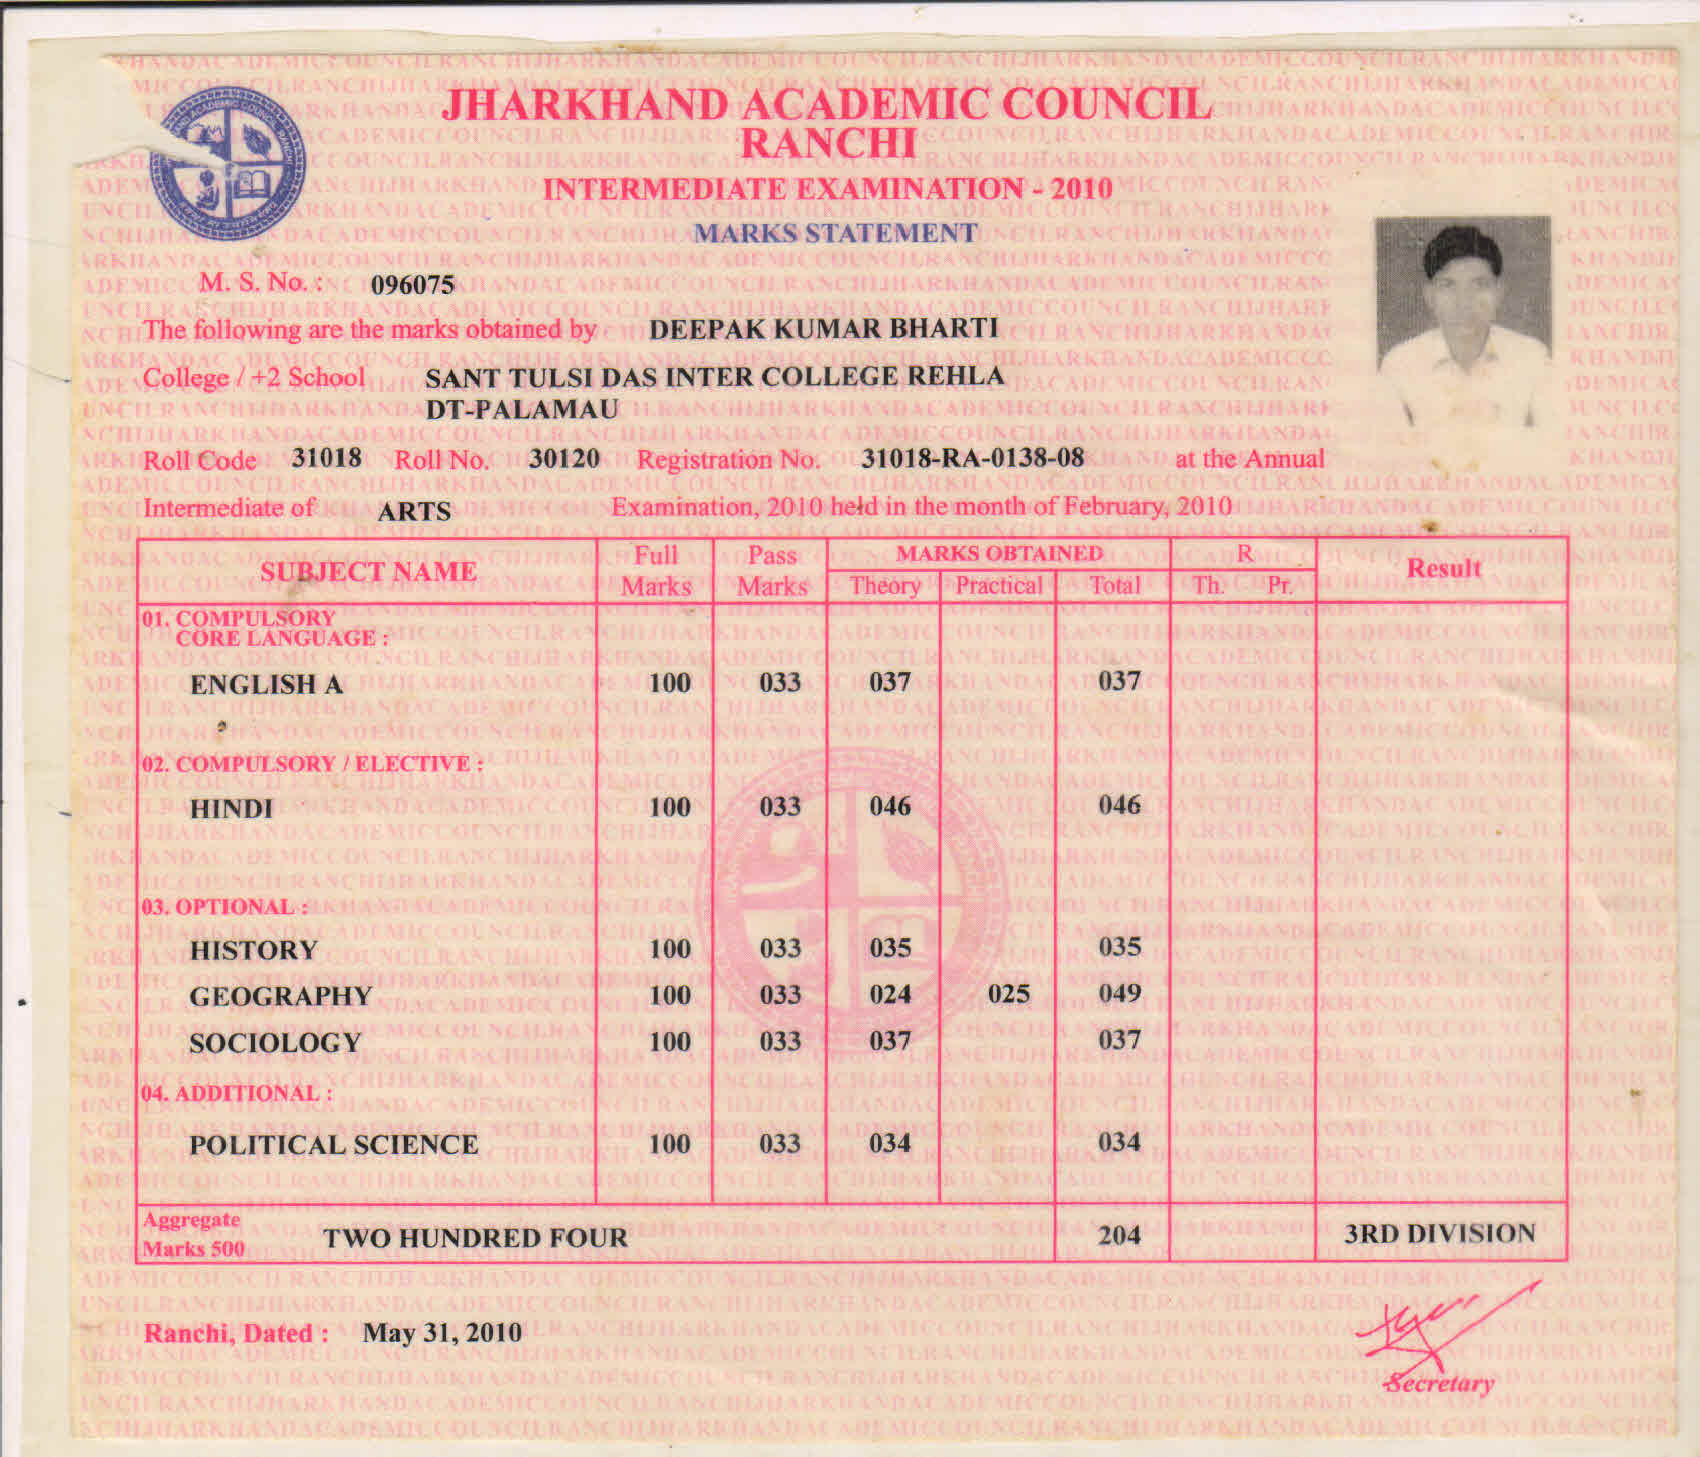 JHARKHAND ACADEMIC COUNCIL
RANCHI
INTERMEDIATE EXAMINATION - 2010
MARKS STATEMENT
M. S. No. : 096075
The following are the marks obtained by DEEPAK KUMAR BHARTI
College / +2 School SANT TULSI DAS INTER COLLEGE REHLA
DT-PALAMAU
Roll Code 31018 Roll No. 30120 Registration No. 31018-RA-0138-08 at the Annual
Intermediate of ARTS Examination, 2010 held in the month of February, 2010
SUBJECT NAME Full Marks Pass Marks MARKS OBTAINED R Result
Theory Practical Total Th. Pr.
01. COMPULSORY
CORE LANGUAGE :
ENGLISH A 100 033 037 037
02. COMPULSORY / ELECTIVE :
HINDI 100 033 046 046
03. OPTIONAL :
HISTORY 100 033 035 035
GEOGRAPHY 100 033 024 025 049
SOCIOLOGY 100 033 037 037
04. ADDITIONAL :
POLITICAL SCIENCE 100 033 034 034
Aggregate
Marks 500 TWO HUNDRED FOUR 204 3RD DIVISION
Ranchi, Dated : May 31, 2010
Secretary